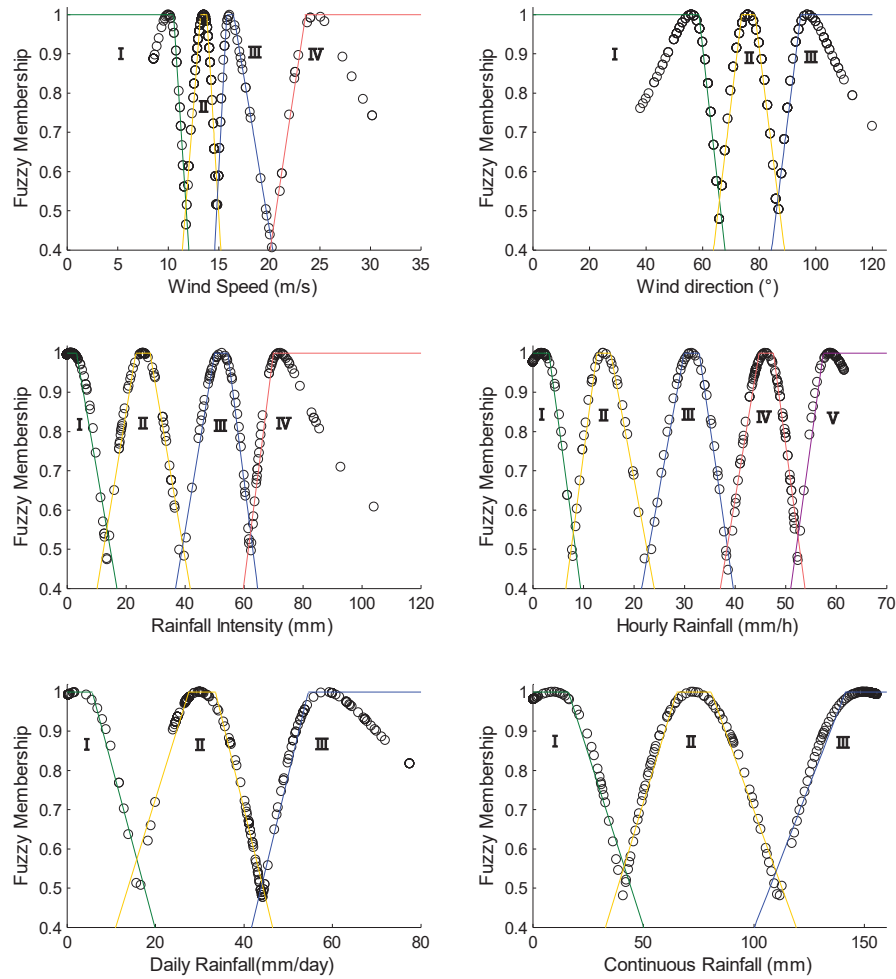 1
0.9
0.8
0.7
0.6
0.5
0.4
Fuzzy Membership
I
II
III
IV
0 5 10 15 20 25 30 35
Wind Speed (m/s)
1
0.9
0.8
0.7
0.6
0.5
0.4
Fuzzy Membership
I
II
III
0 20 40 60 80 100 120
Wind direction (°)
1
0.9
0.8
0.7
0.6
0.5
0.4
Fuzzy Membership
I
II
III
IV
0 20 40 60 80 100 120
Rainfall Intensity (mm)
1
0.9
0.8
0.7
0.6
0.5
0.4
Fuzzy Membership
I
II
III
IV
V
0 10 20 30 40 50 60 70
Hourly Rainfall (mm/h)
1
0.9
0.8
0.7
0.6
0.5
0.4
Fuzzy Membership
I
II
III
0 20 40 60 80
Daily Rainfall(mm/day)
1
0.9
0.8
0.7
0.6
0.5
0.4
Fuzzy Membership
I
II
III
0 50 100 150
Continuous Rainfall (mm)